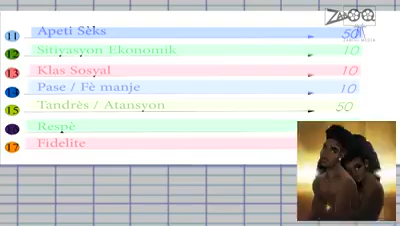 ZAFOO
11 Apeti Sèks 50
12 Sitiyasyon Ekonomik 10
13 Klas Sosyal 10
14 Pase / Fè manje 10
15 Tandrès / Atansyon 50
16 Respè
17 Fidelite